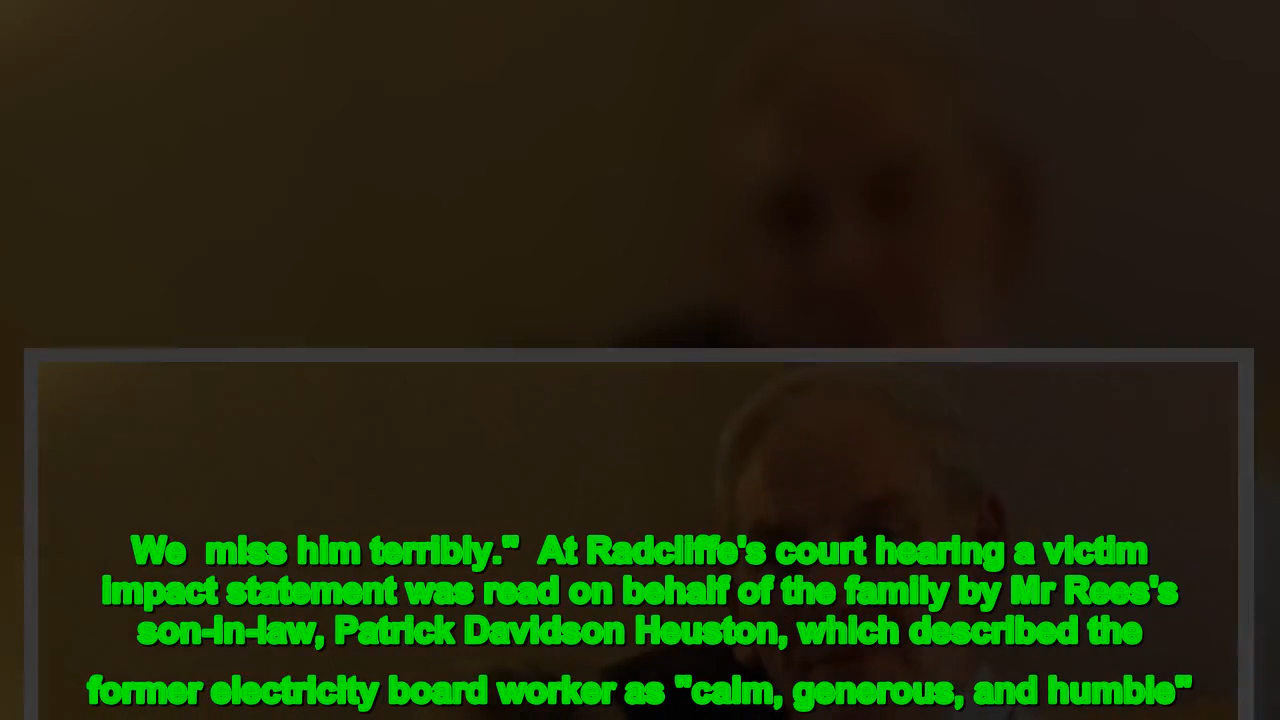 We  miss him terribly."  At Radcliffe's court hearing a victim
impact statement was read on behalf of the family by Mr Rees's
son-in-law, Patrick Davidson Heuston, which described the
former electricity board worker as "calm, generous, and humble"